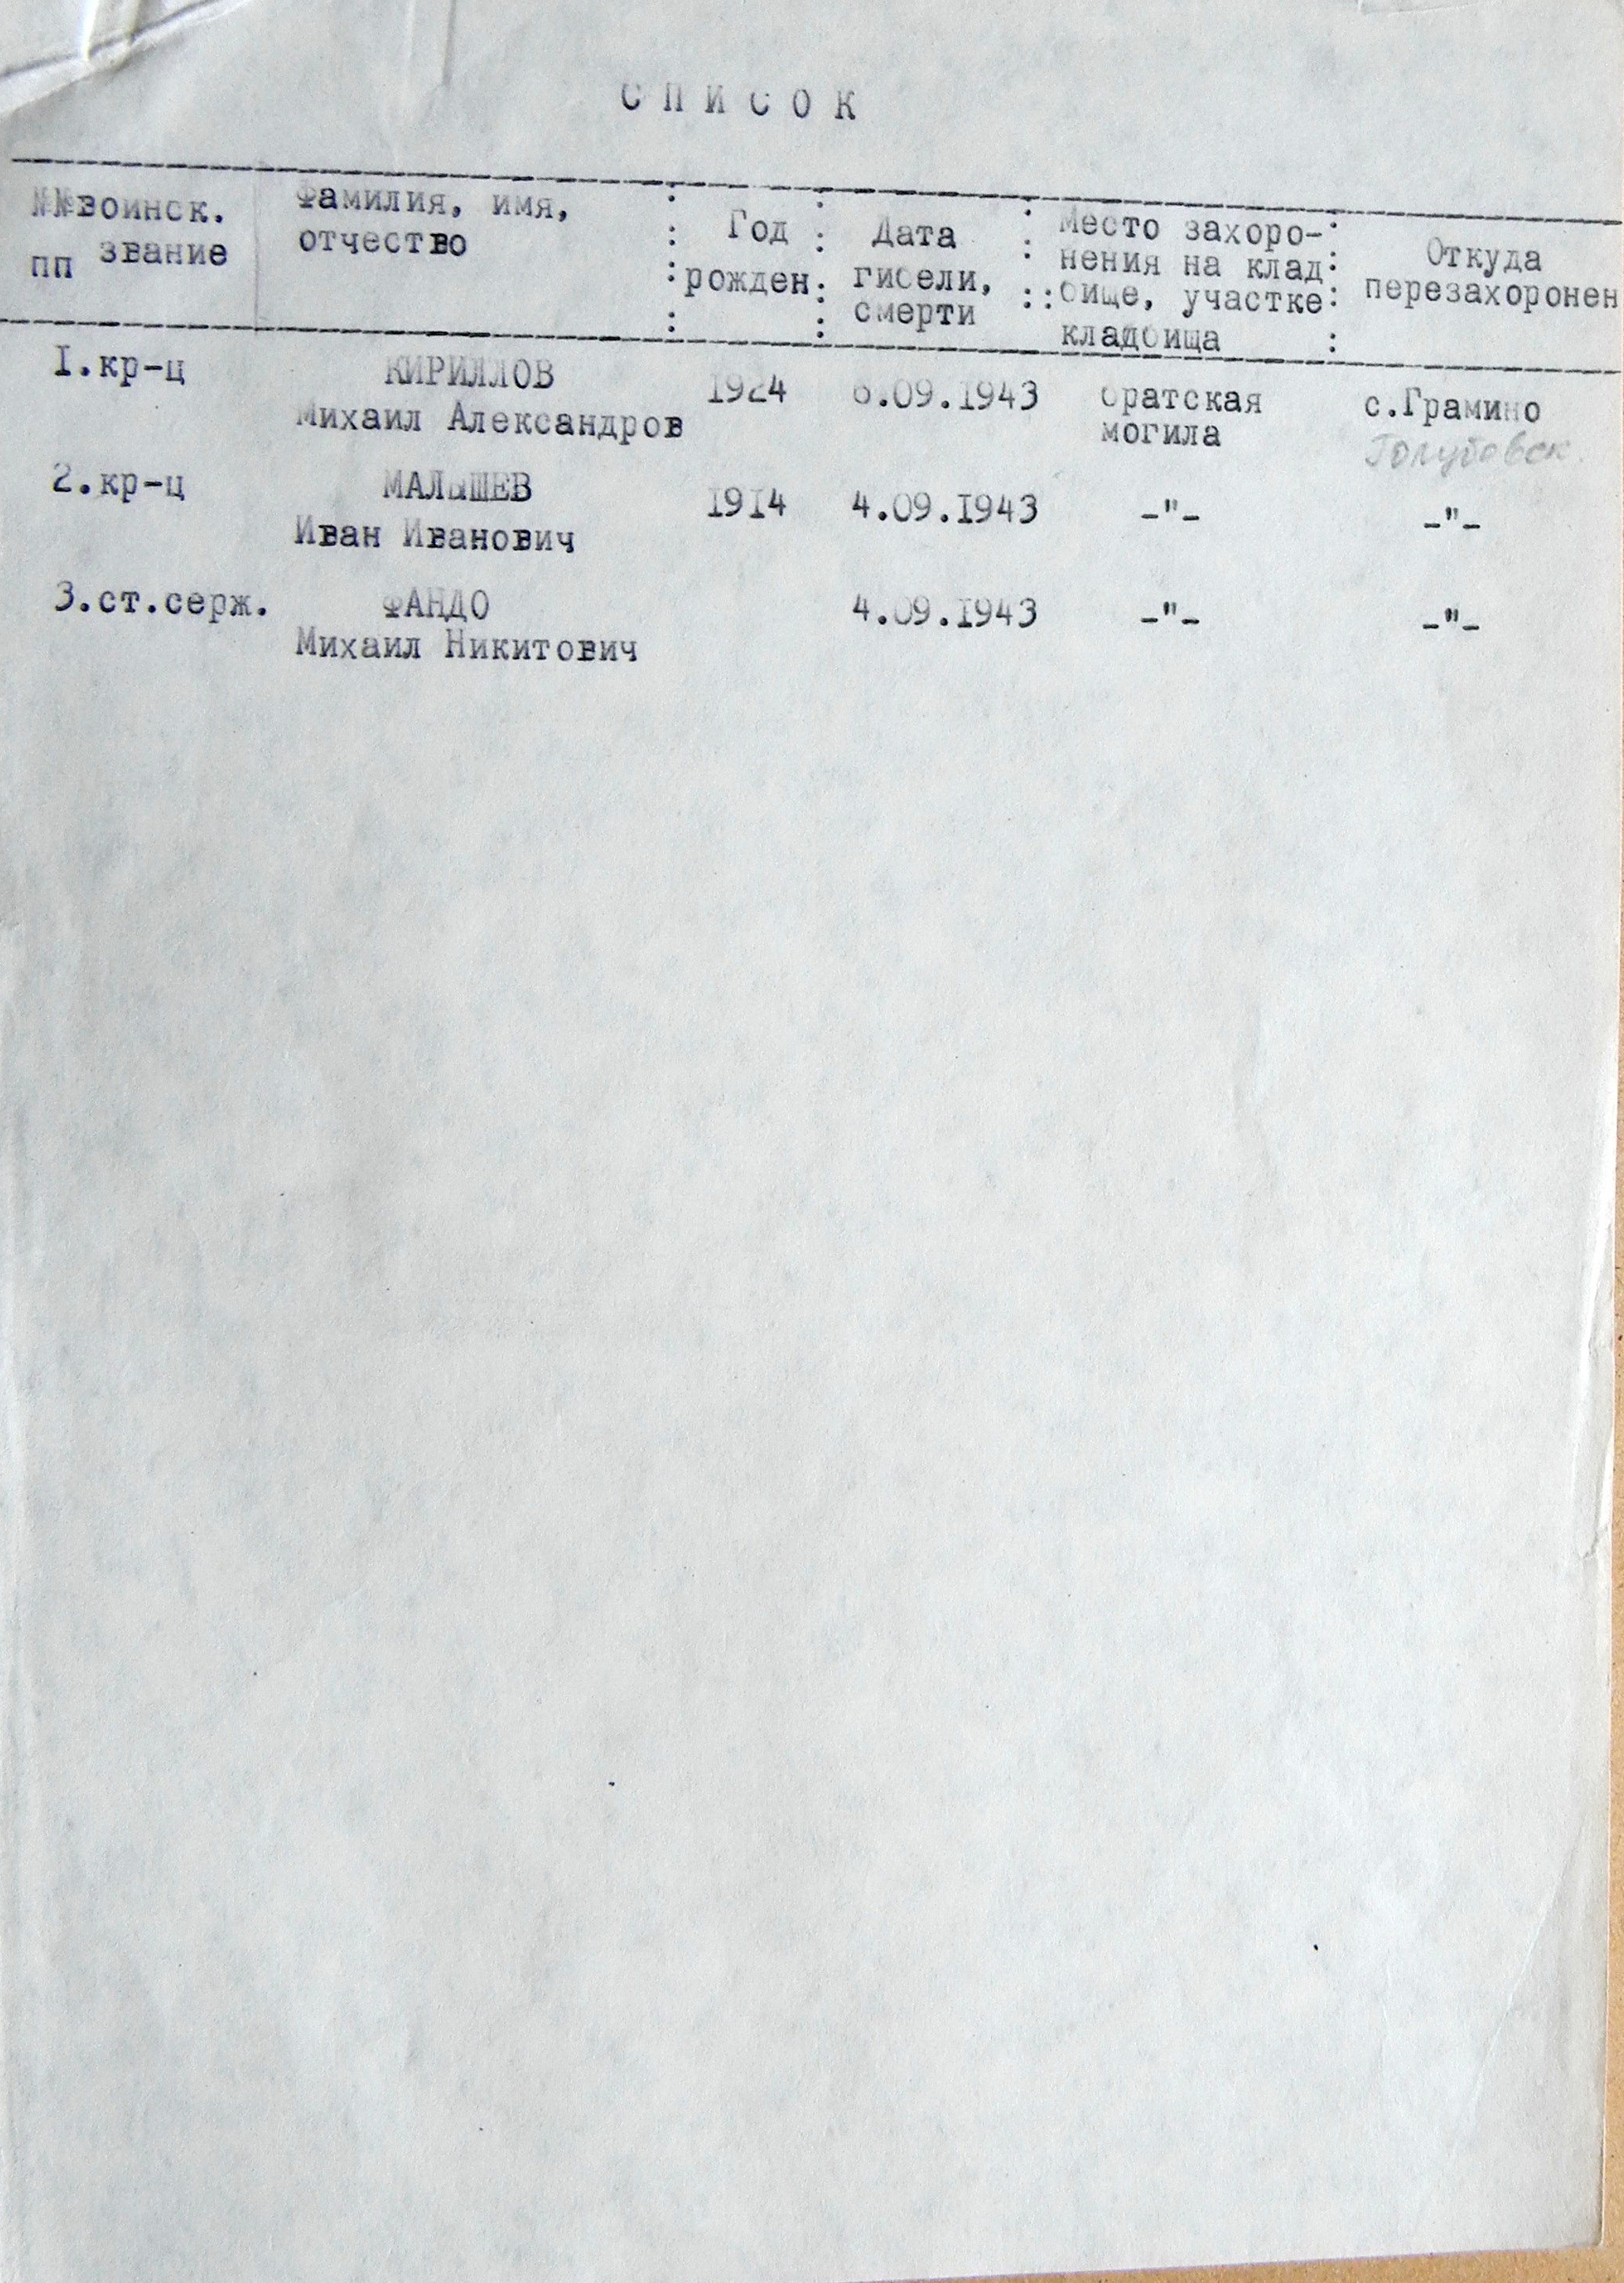 СПИСОК
№№ воинск. Фамилия, имя, : Год : Дата : Место захоро- : Откуда
пп звание отчество : рожден. : гибели, : нения на клад : перезахоронен
смерти :: бище, участке :
кладбища :
1.кр-ц КИРИЛЛОВ 1924 6.09.1943 братская с.Грамино
Михаил Александров могила Голубовск.
2.кр-ц МАЛЫШЕВ 1914 4.09.1943 -"- -"-
Иван Иванович
3.ст.серж. ФАНДО 4.09.1943 -"- -"-
Михаил Никитович